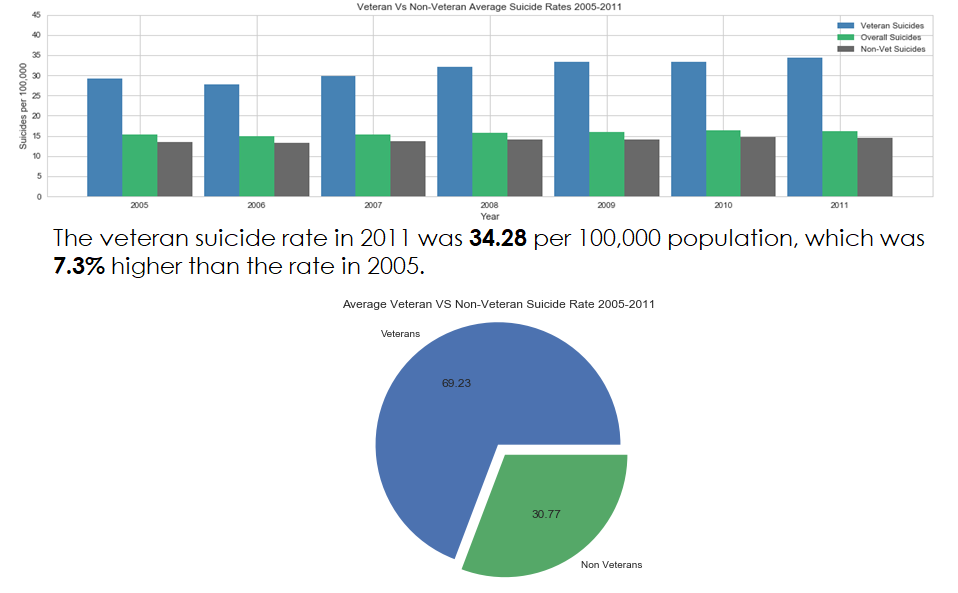 Veteran Vs Non-Veteran Average Suicide Rates 2005-2011
45
40
35
30
25
20
15
10
5
0
Suicides per 100,000
Veteran Suicides
Overall Suicides
Non-Vet Suicides
2005 2006 2007 2008 2009 2010 2011
Year
The veteran suicide rate in 2011 was 34.28 per 100,000 population, which was
7.3% higher than the rate in 2005.
Average Veteran VS Non-Veteran Suicide Rate 2005-2011
Veterans
69.23
30.77
Non Veterans